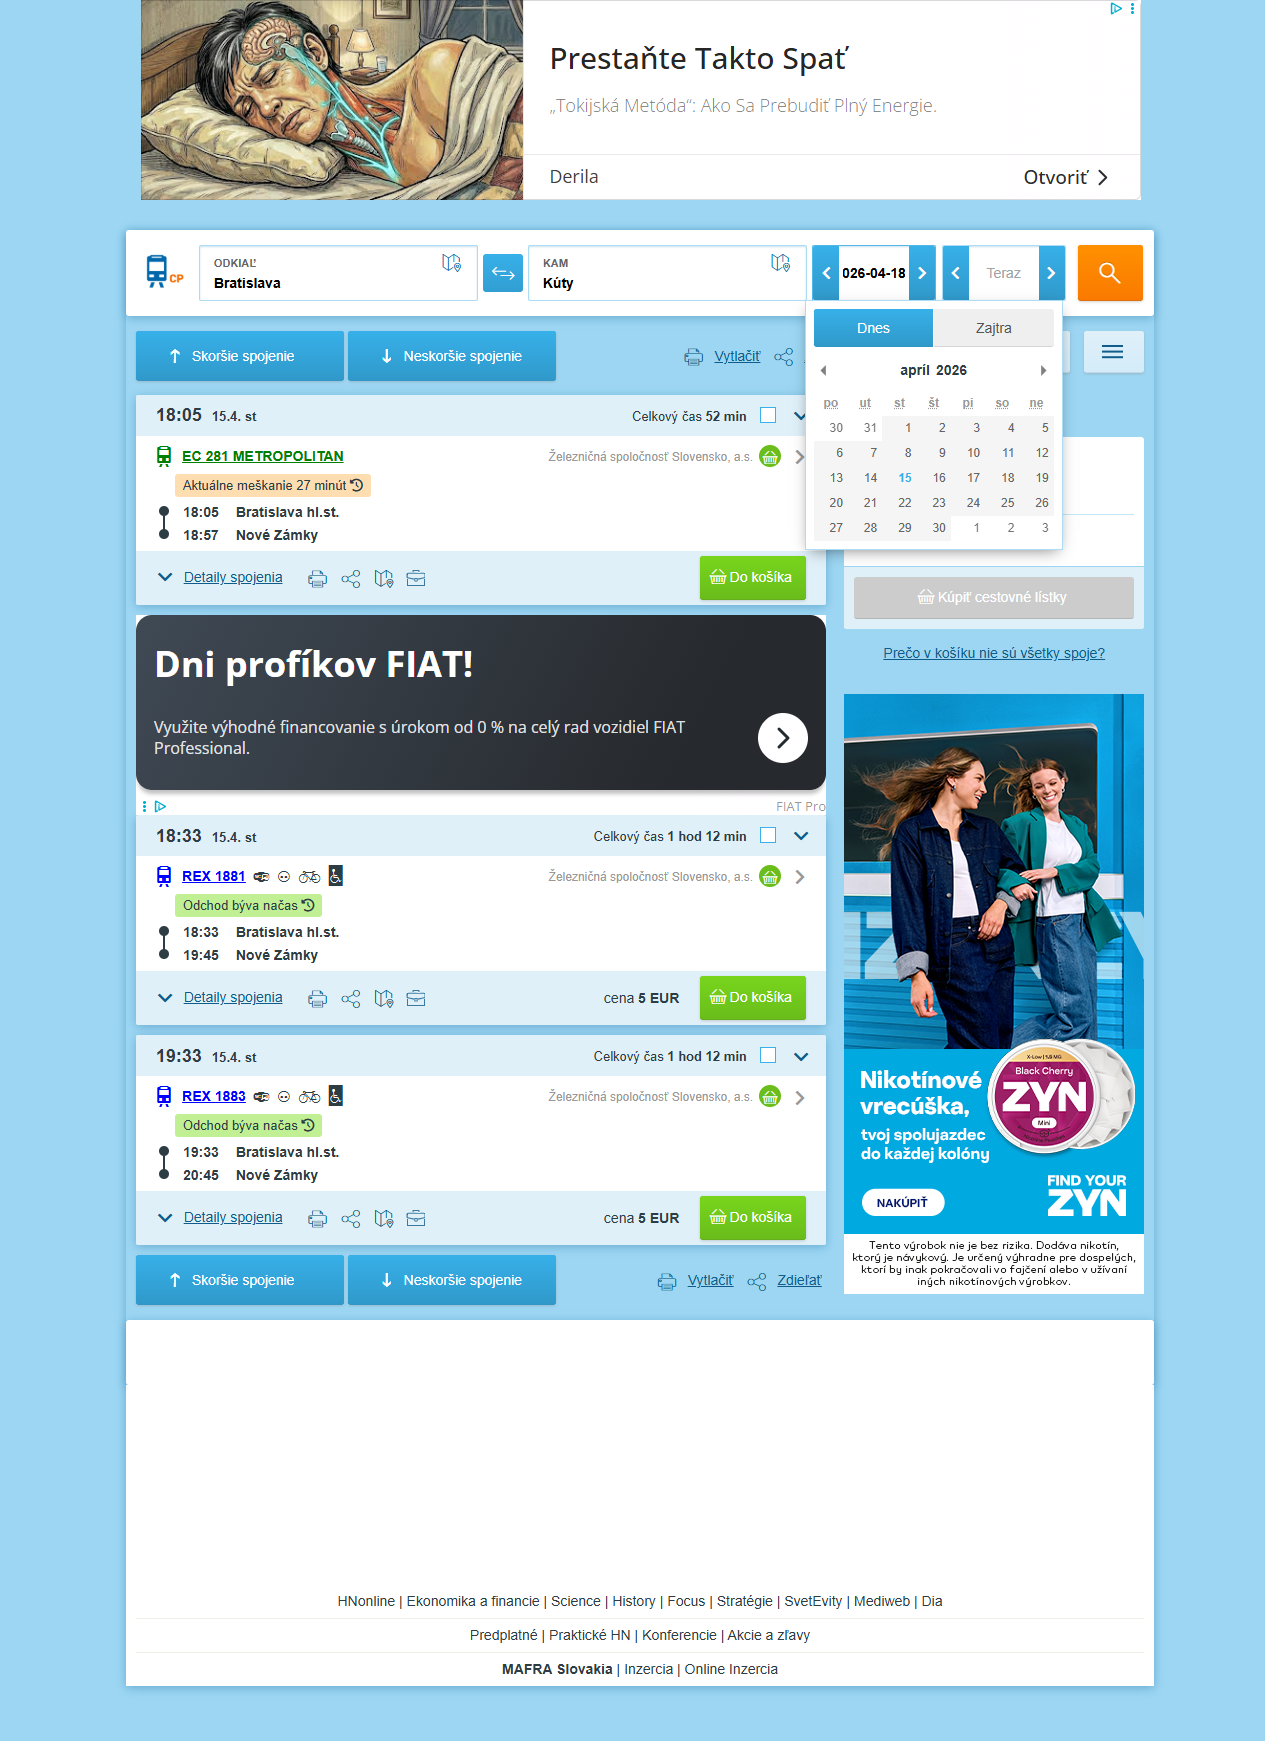 Prestaňte Takto Spať
„Tokijská Metóda“: Ako Sa Prebudiť Plný Energie.
Derila
Otvoriť
CP
ODKIAĽ
Bratislava
KAM
Kúty
026-04-18
Teraz
Dnes
Zajtra
apríl 2026
po ut st št pi so ne
30 31 1 2 3 4 5
6 7 8 9 10 11 12
13 14 15 16 17 18 19
20 21 22 23 24 25 26
27 28 29 30 1 2 3
Skoršie spojenie
Neskoršie spojenie
Vytlačiť
18:05 15.4. st
Celkový čas 52 min
EC 281 METROPOLITAN
Železničná spoločnosť Slovensko, a.s.
Aktuálne meškanie 27 minút
18:05 Bratislava hl.st.
18:57 Nové Zámky
Detaily spojenia
Do košíka
Kúpiť cestovné lístky
Prečo v košíku nie sú všetky spoje?
Dni profíkov FIAT!
Využite výhodné financovanie s úrokom od 0 % na celý rad vozidiel FIAT
Professional.
FIAT Pro
18:33 15.4. st
Celkový čas 1 hod 12 min
REX 1881
Železničná spoločnosť Slovensko, a.s.
Odchod býva načas
18:33 Bratislava hl.st.
19:45 Nové Zámky
Detaily spojenia
cena 5 EUR
Do košíka
19:33 15.4. st
Celkový čas 1 hod 12 min
REX 1883
Železničná spoločnosť Slovensko, a.s.
Odchod býva načas
19:33 Bratislava hl.st.
20:45 Nové Zámky
Detaily spojenia
cena 5 EUR
Do košíka
Skoršie spojenie
Neskoršie spojenie
Vytlačiť
Zdieľať
Nikotínové
vrecúška,
tvoj spolujazdec
do každej kolóny
X-Low | 1,5 MG
Black Cherry
ZYN
Mini
NAKÚPIŤ
FIND YOUR
ZYN
Tento výrobok nie je bez rizika. Dodáva nikotín,
ktorý je návykový. Je určený výhradne pre dospelých,
ktorí by inak pokračovali vo fajčení alebo v užívaní
iných nikotínových výrobkov.
HNonline | Ekonomika a financie | Science | History | Focus | Stratégie | SvetEvity | Mediweb | Dia
Predplatné | Praktické HN | Konferencie | Akcie a zľavy
MAFRA Slovakia | Inzercia | Online Inzercia